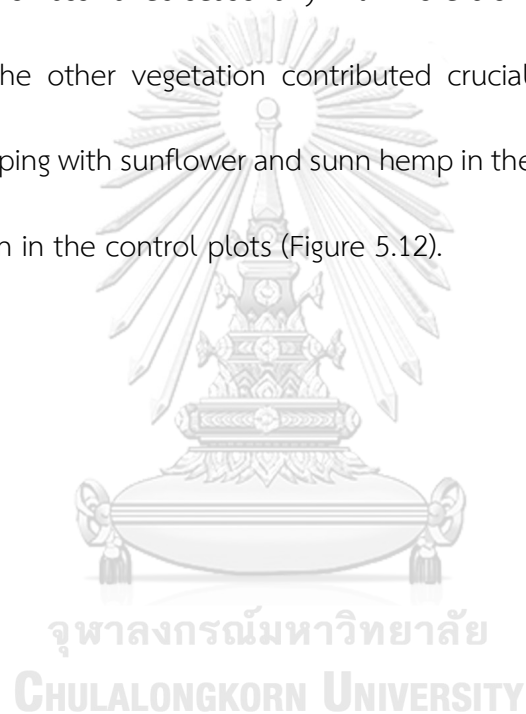 he other vegetation contributed crucial
ping with sunflower and sunn hemp in the
n in the control plots (Figure 5.12).
จุฬาลงกรณ์มหาวิทยาลัย
CHULALONGKORN UNIVERSITY